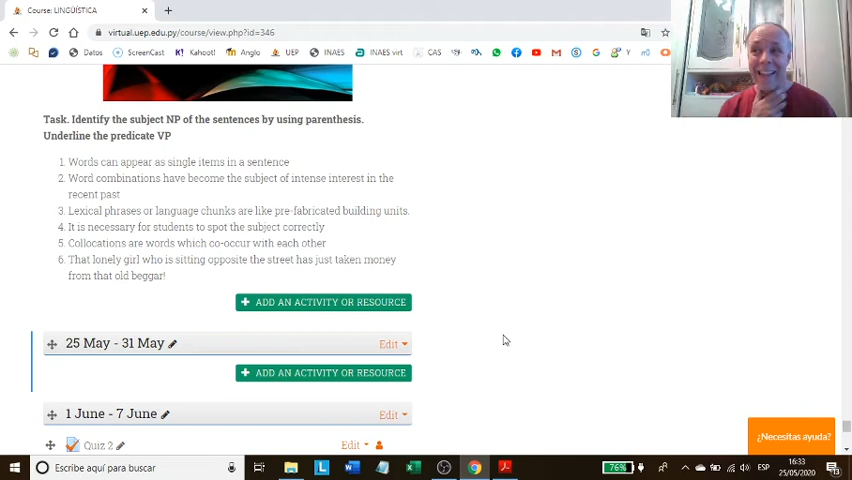 Course: LINGÜÍSTICA
virtual.uep.edu.py/course/view.php?id=346
Datos ScreenCast Kahoot! Anglo UEP INAES INAES virt CAS Y
Task. Identify the subject NP of the sentences by using parenthesis.
Underline the predicate VP
1. Words can appear as single items in a sentence
2. Word combinations have become the subject of intense interest in the
recent past
3. Lexical phrases or language chunks are like pre-fabricated building units.
4. It is necessary for students to spot the subject correctly
5. Collocations are words which co-occur with each other
6. That lonely girl who is sitting opposite the street has just taken money
from that old beggar!
ADD AN ACTIVITY OR RESOURCE
25 May - 31 May Edit
ADD AN ACTIVITY OR RESOURCE
1 June - 7 June Edit
Quiz 2 Edit
¿Necesitas ayuda?
Escribe aquí para buscar
76%
ESP
16:33
25/05/2020